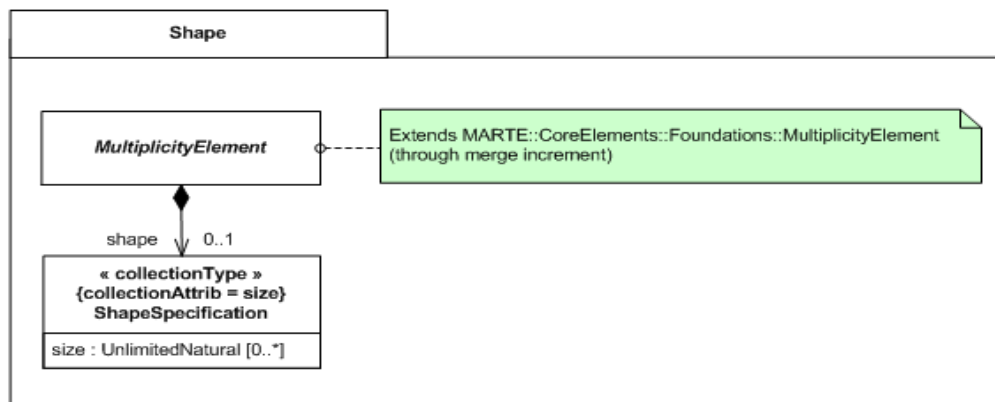 Shape
MultiplicityElement
Extends MARTE::CoreElements::Foundations::MultiplicityElement
(through merge increment)
shape 0..1
« collectionType »
{collectionAttrib = size}
ShapeSpecification
size : UnlimitedNatural [0..*]